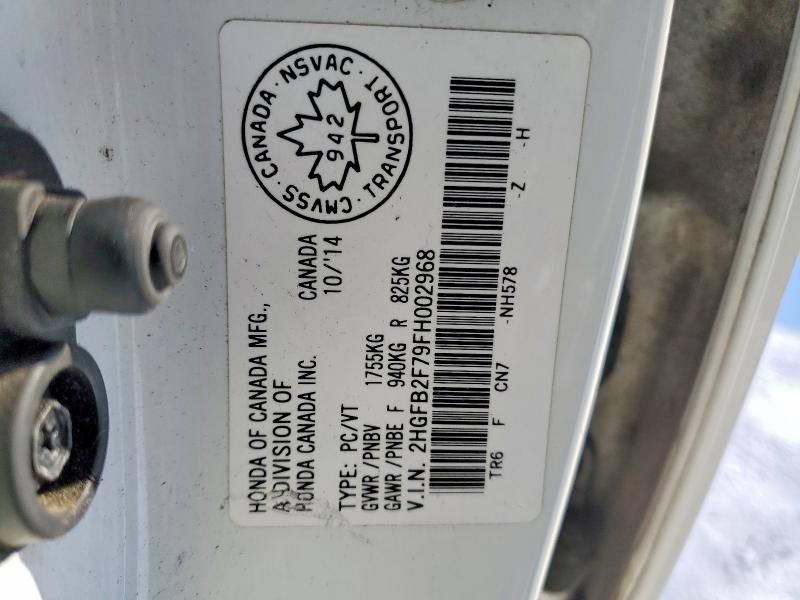 HONDA OF CANADA MFG.,
A DIVISION OF
HONDA CANADA INC.
CANADA
10/'14
CMVSS · CANADA · NSVAC · TRANSPORT ·
942
TYPE: PC/VT
GVWR / PNBV 1755KG
GAWR / PNBE F 940KG R 825KG
V.I.N. 2HGFB2F79FH002968
TR6 F CN7 -NH578 -Z -H